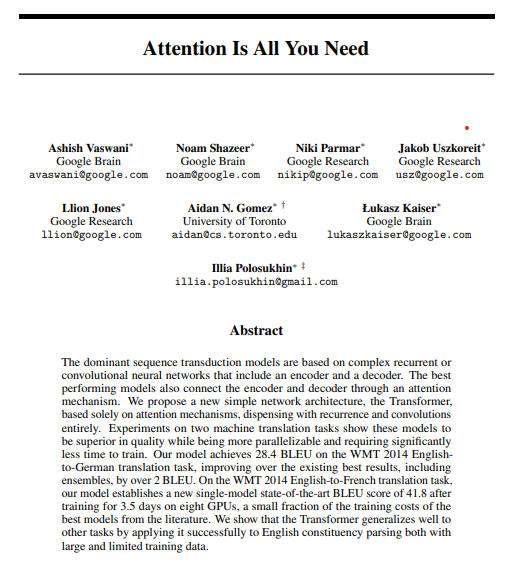 Attention Is All You Need
Ashish Vaswani* Noam Shazeer* Niki Parmar* Jakob Uszkoreit*
Google Brain Google Brain Google Research Google Research
avaswani@google.com noam@google.com nikip@google.com usz@google.com
Llion Jones* Aidan N. Gomez* † Łukasz Kaiser*
Google Research University of Toronto Google Brain
llion@google.com aidan@cs.toronto.edu lukaszkaiser@google.com
Illia Polosukhin* ‡
illia.polosukhin@gmail.com
Abstract
The dominant sequence transduction models are based on complex recurrent or
convolutional neural networks that include an encoder and a decoder. The best
performing models also connect the encoder and decoder through an attention
mechanism. We propose a new simple network architecture, the Transformer,
based solely on attention mechanisms, dispensing with recurrence and convolutions
entirely. Experiments on two machine translation tasks show these models to
be superior in quality while being more parallelizable and requiring significantly
less time to train. Our model achieves 28.4 BLEU on the WMT 2014 English-
to-German translation task, improving over the existing best results, including
ensembles, by over 2 BLEU. On the WMT 2014 English-to-French translation task,
our model establishes a new single-model state-of-the-art BLEU score of 41.8 after
training for 3.5 days on eight GPUs, a small fraction of the training costs of the
best models from the literature. We show that the Transformer generalizes well to
other tasks by applying it successfully to English constituency parsing both with
large and limited training data.